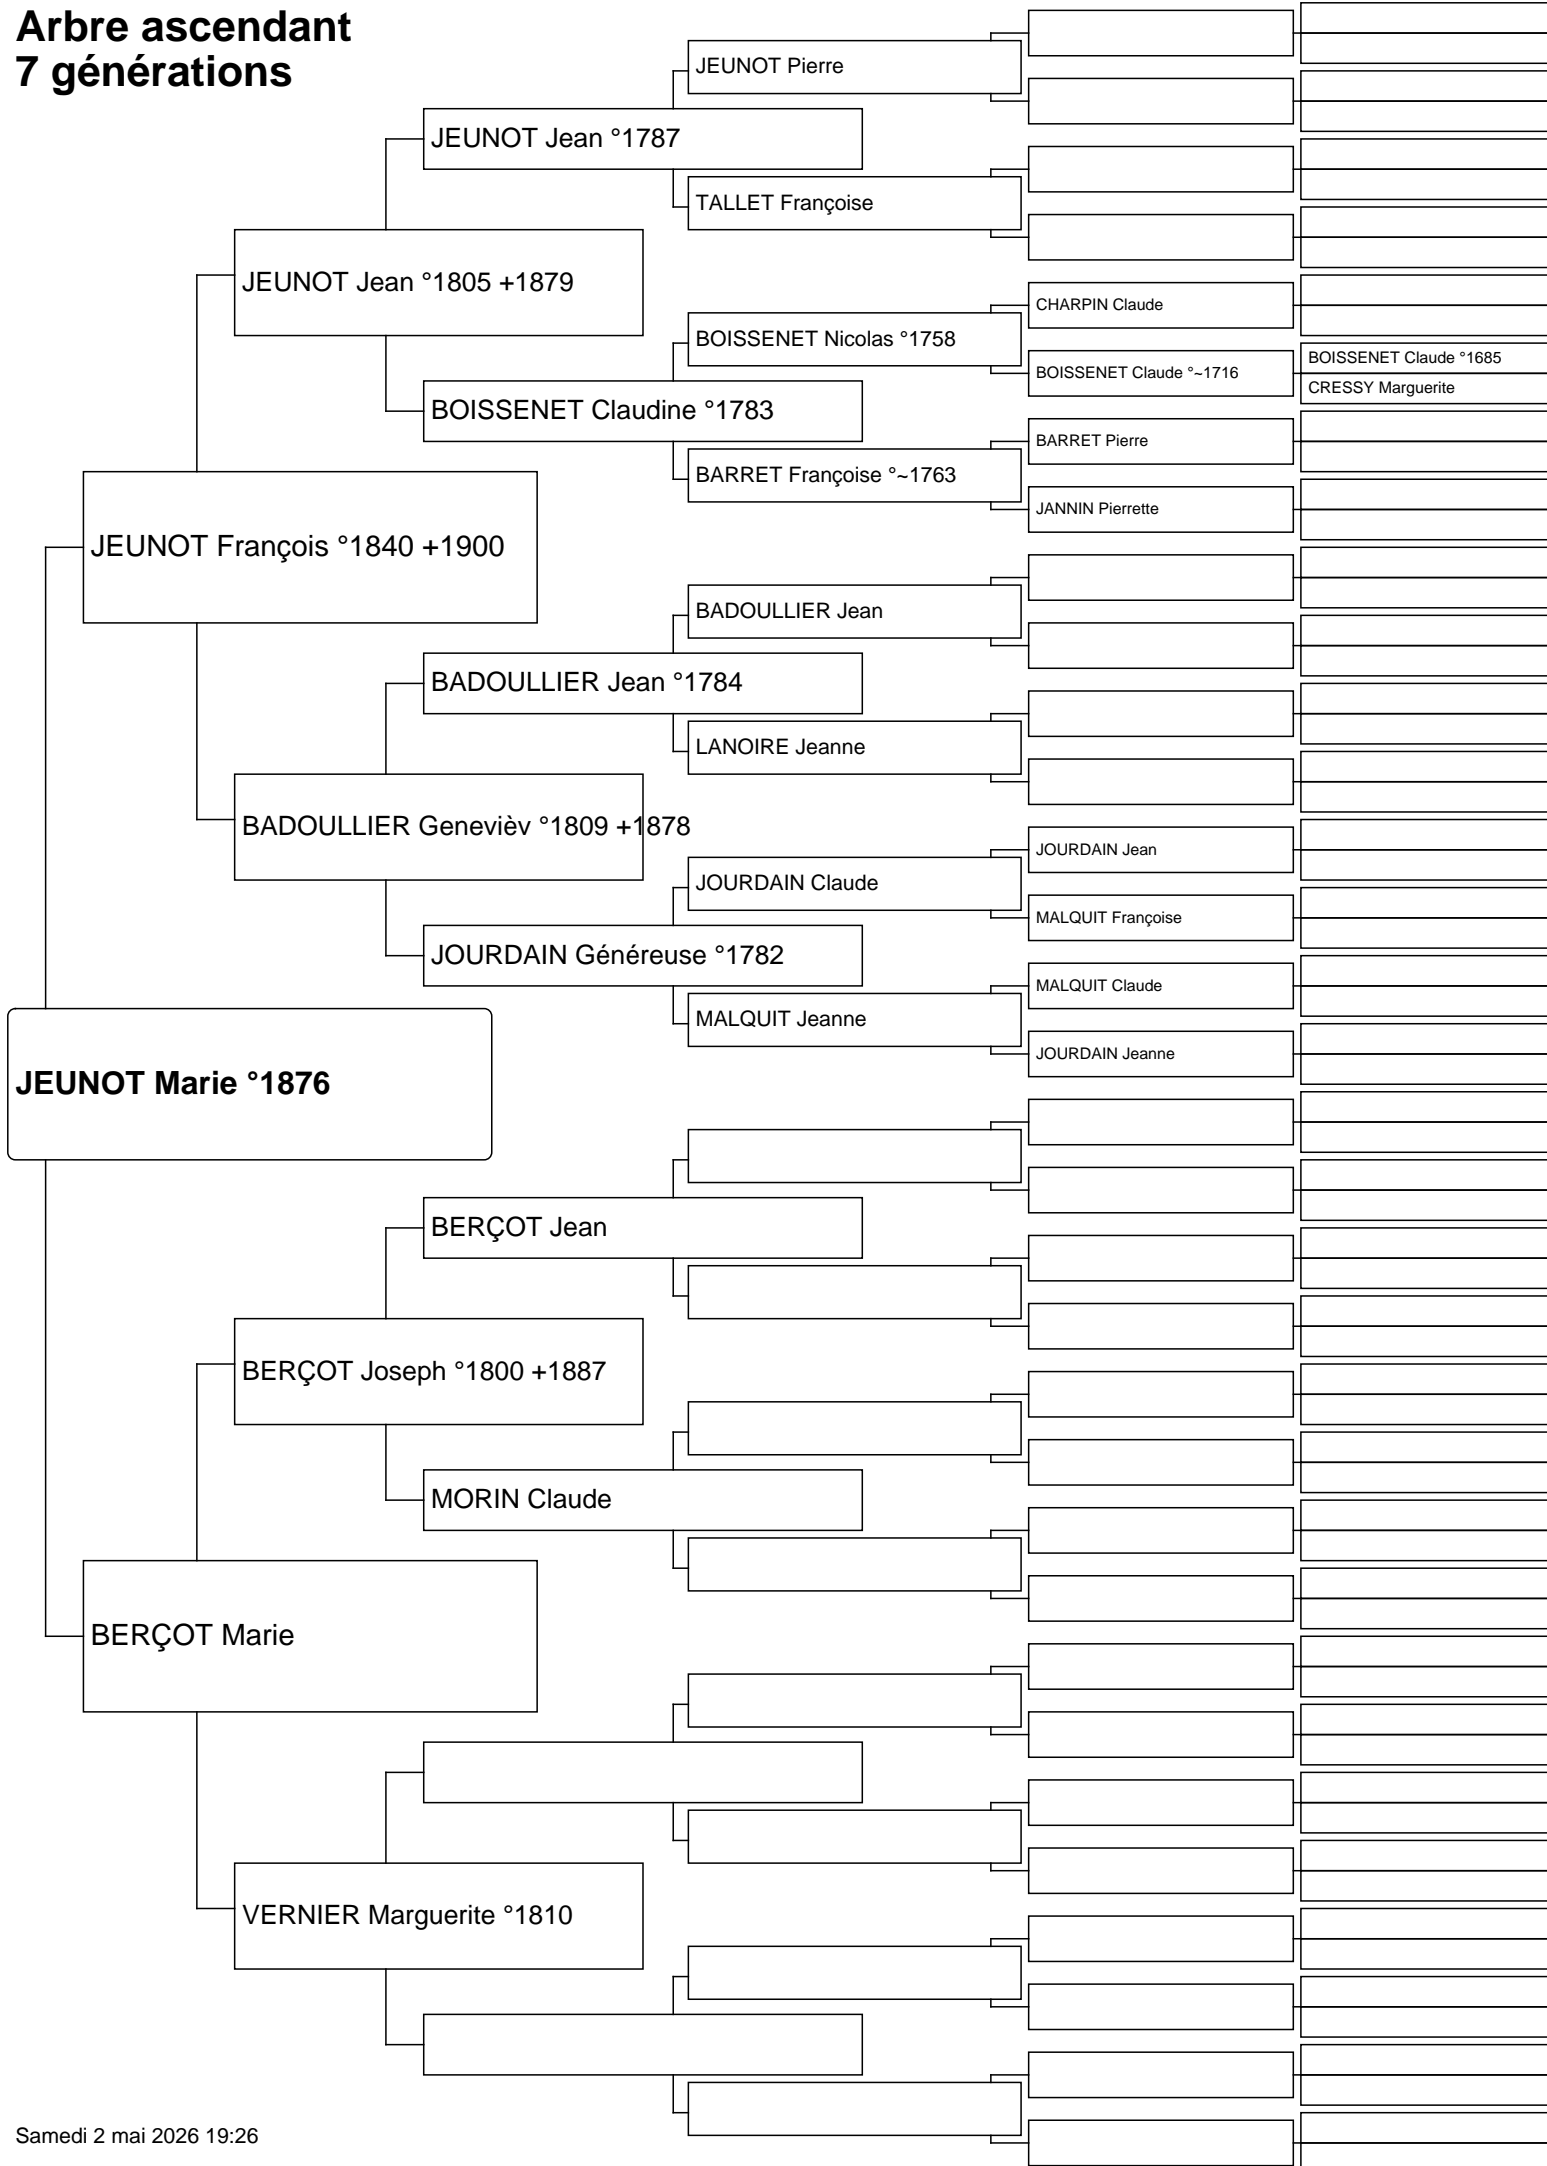 Arbre ascendant
7 générations
JEUNOT Pierre
JEUNOT Jean °1787
TALLET Françoise
JEUNOT Jean °1805 +1879
CHARPIN Claude
BOISSENET Nicolas °1758
BOISSENET Claude °1685
BOISSENET Claude °~1716
CRESSY Marguerite
BOISSENET Claudine °1783
BARRET Pierre
BARRET Françoise °~1763
JANNIN Pierrette
JEUNOT François °1840 +1900
BADOULLIER Jean
BADOULLIER Jean °1784
LANOIRE Jeanne
BADOULLIER Genevièv °1809 +1878
JOURDAIN Jean
JOURDAIN Claude
MALQUIT Françoise
JOURDAIN Généreuse °1782
MALQUIT Claude
MALQUIT Jeanne
JOURDAIN Jeanne
JEUNOT Marie °1876
BERÇOT Jean
BERÇOT Joseph °1800 +1887
MORIN Claude
BERÇOT Marie
VERNIER Marguerite °1810
Samedi 2 mai 2026 19:26